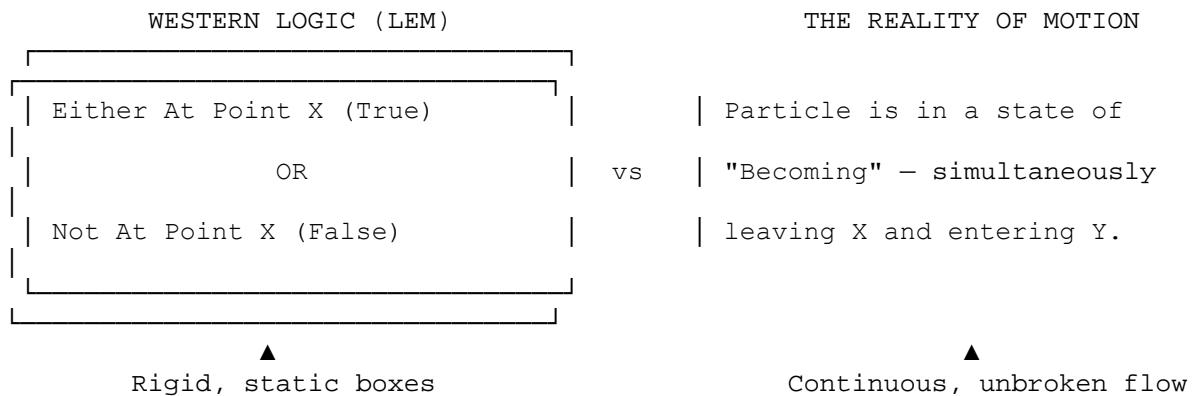 WESTERN LOGIC (LEM) THE REALITY OF MOTION
Either At Point X (True) Particle is in a state of
OR vs "Becoming" — simultaneously
Not At Point X (False) leaving X and entering Y.
▲ ▲
Rigid, static boxes Continuous, unbroken flow